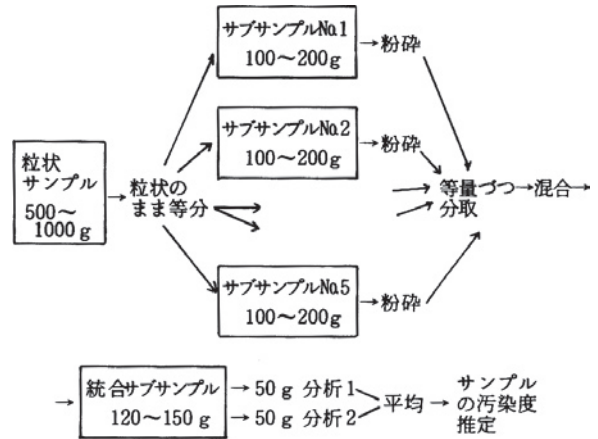 サブサンプルNo.1
100～200g
→粉砕
サブサンプルNo.2
100～200g
→粉砕
粒状
サンプル
500～
1000g
→
粒状の
まま等分
等量づつ→混合→
分取
サブサンプルNo.5
100～200g
→粉砕
→
統合サブサンプル
120～150g
→50g 分析1
→50g 分析2
平均
→
サンプル
の汚染度
推定